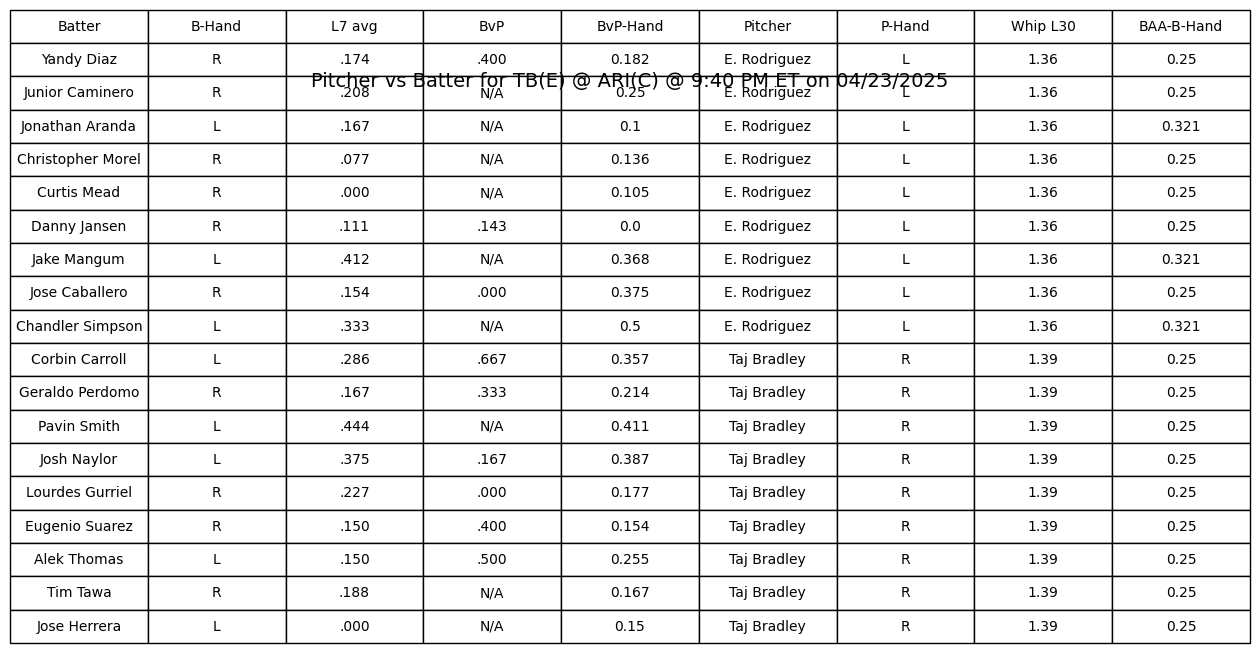 Batter B-Hand L7 avg BvP BvP-Hand Pitcher P-Hand Whip L30 BAA-B-Hand
Yandy Diaz R .174 .400 0.182 E. Rodriguez L 1.36 0.25
Pitcher vs Batter for TB(E) @ ARI(C) @ 9:40 PM ET on 04/23/2025
Junior Caminero R .208 N/A 0.25 E. Rodriguez L 1.36 0.25
Jonathan Aranda L .167 N/A 0.1 E. Rodriguez L 1.36 0.321
Christopher Morel R .077 N/A 0.136 E. Rodriguez L 1.36 0.25
Curtis Mead R .000 N/A 0.105 E. Rodriguez L 1.36 0.25
Danny Jansen R .111 .143 0.0 E. Rodriguez L 1.36 0.25
Jake Mangum L .412 N/A 0.368 E. Rodriguez L 1.36 0.321
Jose Caballero R .154 .000 0.375 E. Rodriguez L 1.36 0.25
Chandler Simpson L .333 N/A 0.5 E. Rodriguez L 1.36 0.321
Corbin Carroll L .286 .667 0.357 Taj Bradley R 1.39 0.25
Geraldo Perdomo R .167 .333 0.214 Taj Bradley R 1.39 0.25
Pavin Smith L .444 N/A 0.411 Taj Bradley R 1.39 0.25
Josh Naylor L .375 .167 0.387 Taj Bradley R 1.39 0.25
Lourdes Gurriel R .227 .000 0.177 Taj Bradley R 1.39 0.25
Eugenio Suarez R .150 .400 0.154 Taj Bradley R 1.39 0.25
Alek Thomas L .150 .500 0.255 Taj Bradley R 1.39 0.25
Tim Tawa R .188 N/A 0.167 Taj Bradley R 1.39 0.25
Jose Herrera L .000 N/A 0.15 Taj Bradley R 1.39 0.25